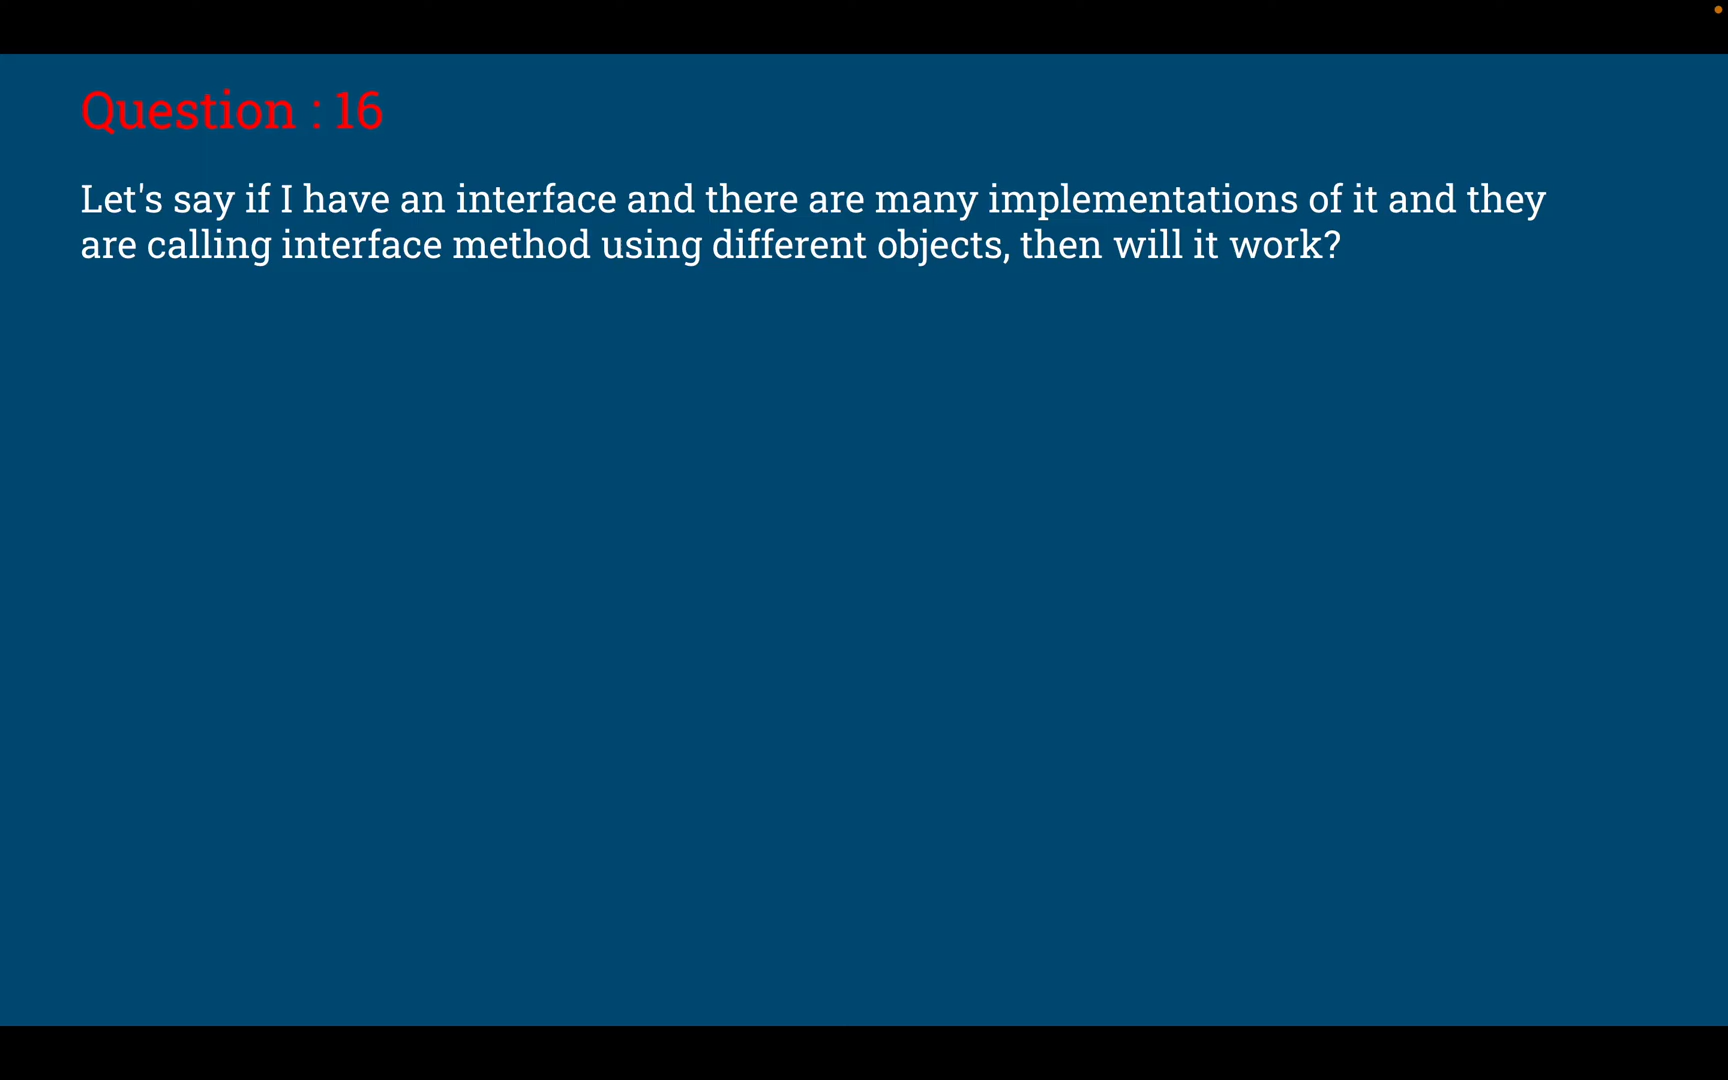 Question : 16
Let's say if I have an interface and there are many implementations of it and they
are calling interface method using different objects, then will it work?